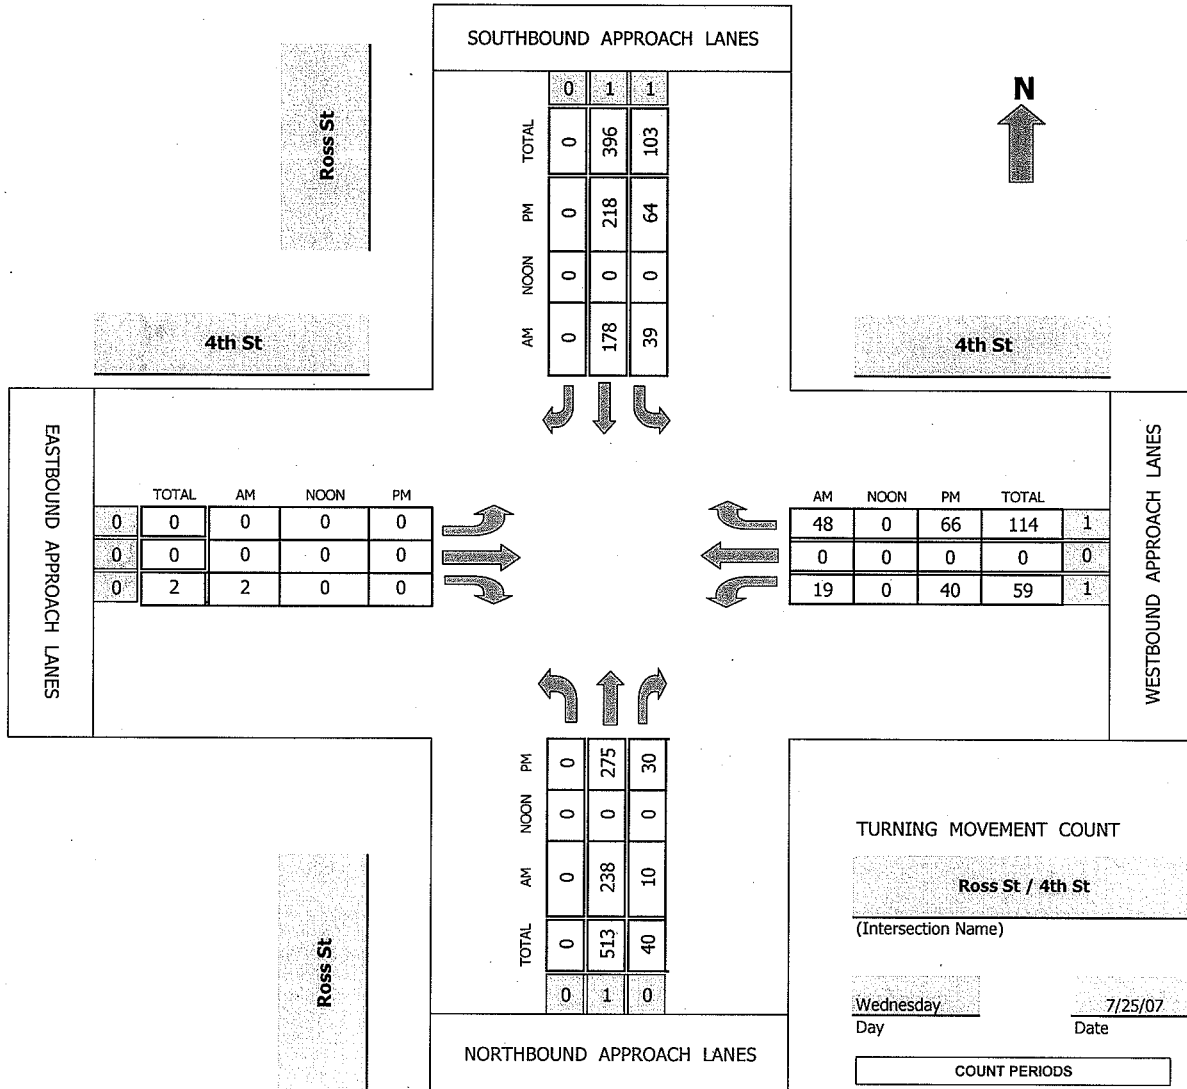 SOUTHBOUND APPROACH LANES
0 1 1
TOTAL 0 396 103
PM 0 218 64
NOON 0 0 0
AM 0 178 39
Ross St
N
4th St
4th St
EASTBOUND APPROACH LANES
TOTAL AM NOON PM
0 0 0 0 0
0 0 0 0 0
0 2 2 0 0
AM NOON PM TOTAL
48 0 66 114 1
0 0 0 0 0
19 0 40 59 1
WESTBOUND APPROACH LANES
PM 0 275 30
NOON 0 0 0
AM 0 238 10
TOTAL 0 513 40
0 1 0
NORTHBOUND APPROACH LANES
Ross St
TURNING MOVEMENT COUNT
Ross St / 4th St
(Intersection Name)
Wednesday 7/25/07
Day Date
COUNT PERIODS